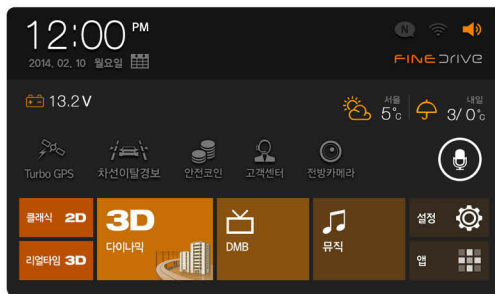 12:00 PM
2014. 02. 10 월요일
N
FINEDRIVE
13.2V
서울
5°c
내일
3/ 0°c
Turbo GPS
차선이탈경보
안전코인
고객센터
전방카메라
클래식 2D
리얼타임 3D
3D
다이나믹
DMB
뮤직
설정
앱